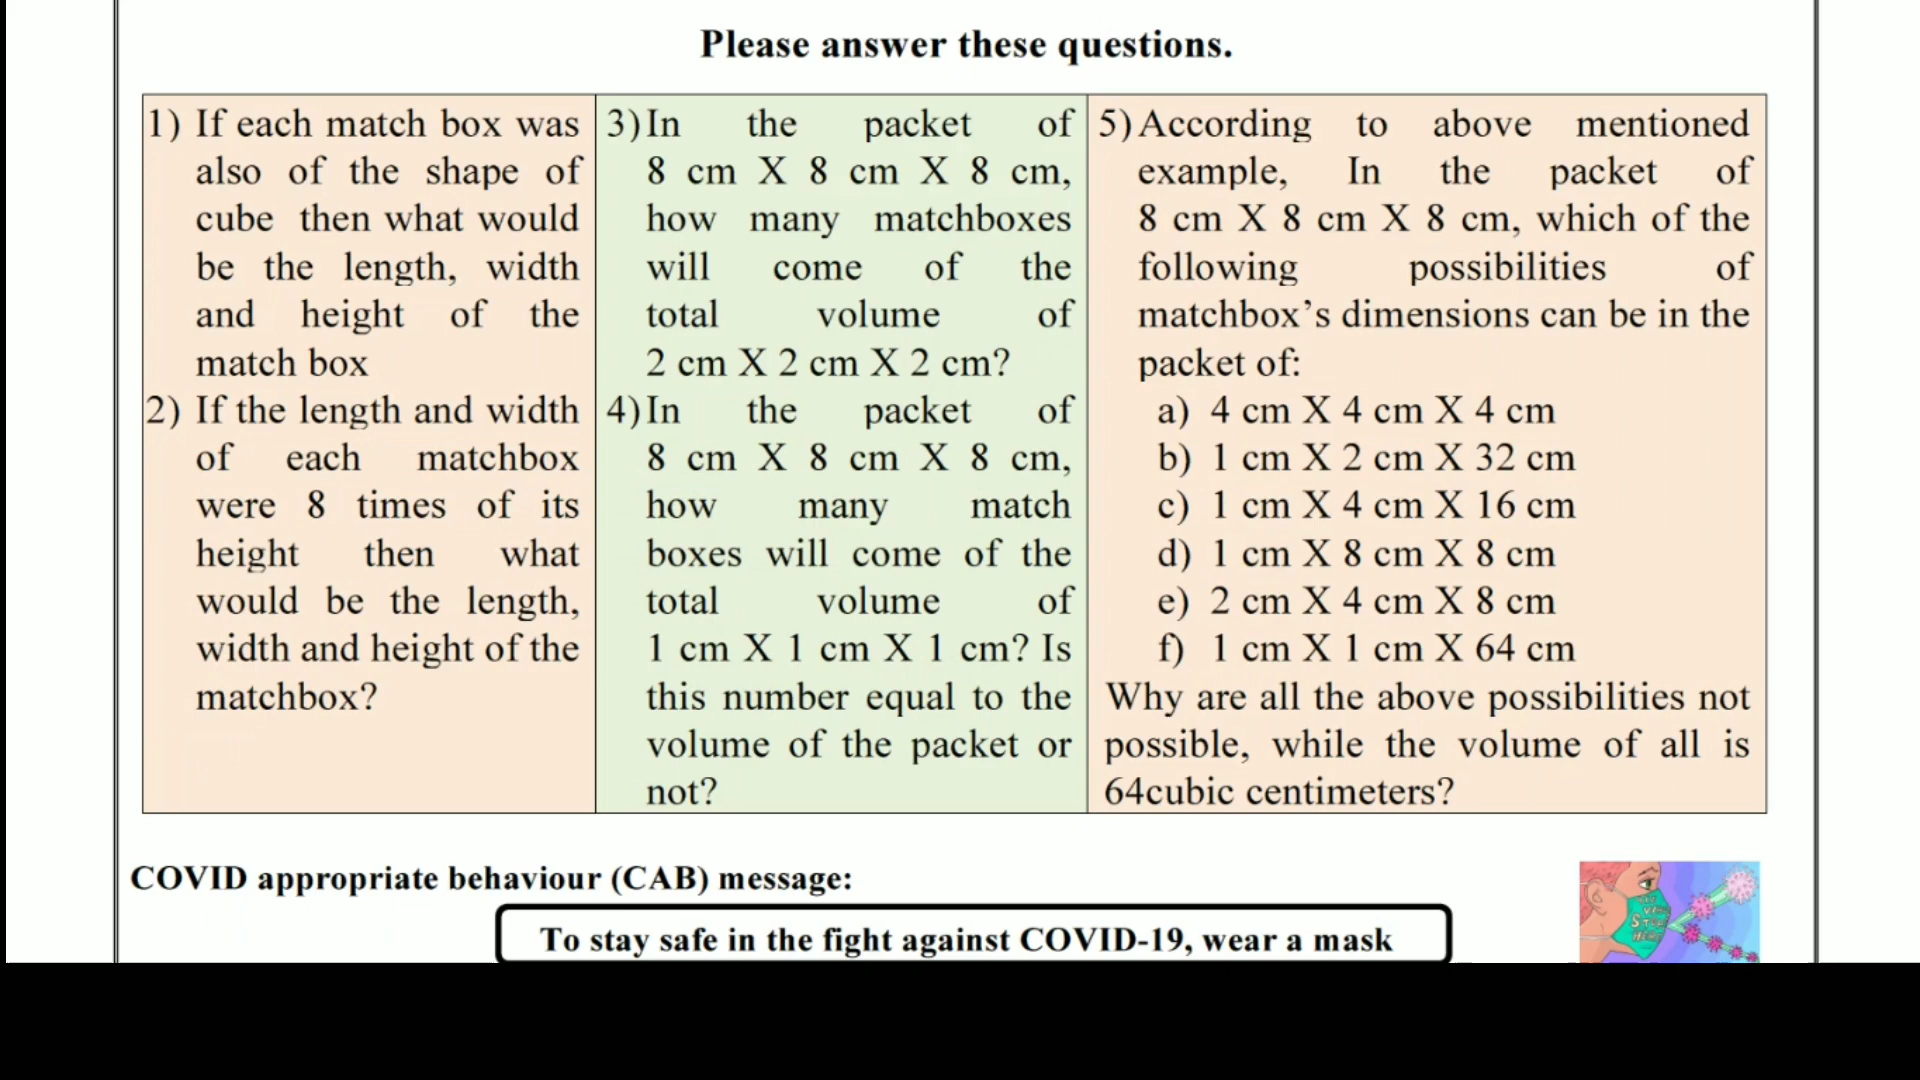 Please answer these questions.
1) If each match box was
also of the shape of
cube then what would
be the length, width
and height of the
match box
2) If the length and width
of each matchbox
were 8 times of its
height then what
would be the length,
width and height of the
matchbox?
3) In the packet of
8 cm X 8 cm X 8 cm,
how many matchboxes
will come of the
total volume of
2 cm X 2 cm X 2 cm?
4) In the packet of
8 cm X 8 cm X 8 cm,
how many match
boxes will come of the
total volume of
1 cm X 1 cm X 1 cm? Is
this number equal to the
volume of the packet or
not?
5) According to above mentioned
example, In the packet of
8 cm X 8 cm X 8 cm, which of the
following possibilities of
matchbox’s dimensions can be in the
packet of:
a) 4 cm X 4 cm X 4 cm
b) 1 cm X 2 cm X 32 cm
c) 1 cm X 4 cm X 16 cm
d) 1 cm X 8 cm X 8 cm
e) 2 cm X 4 cm X 8 cm
f) 1 cm X 1 cm X 64 cm
Why are all the above possibilities not
possible, while the volume of all is
64cubic centimeters?
COVID appropriate behaviour (CAB) message:
To stay safe in the fight against COVID-19, wear a mask